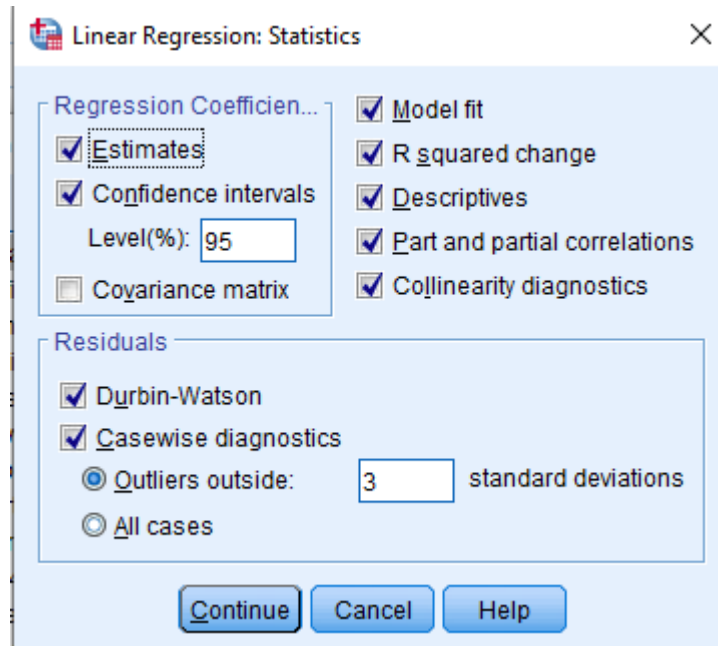 Linear Regression: Statistics
Regression Coefficien...
Estimates
Confidence intervals
Level(%): 95
Covariance matrix
Model fit
R squared change
Descriptives
Part and partial correlations
Collinearity diagnostics
Residuals
Durbin-Watson
Casewise diagnostics
Outliers outside: 3 standard deviations
All cases
Continue Cancel Help